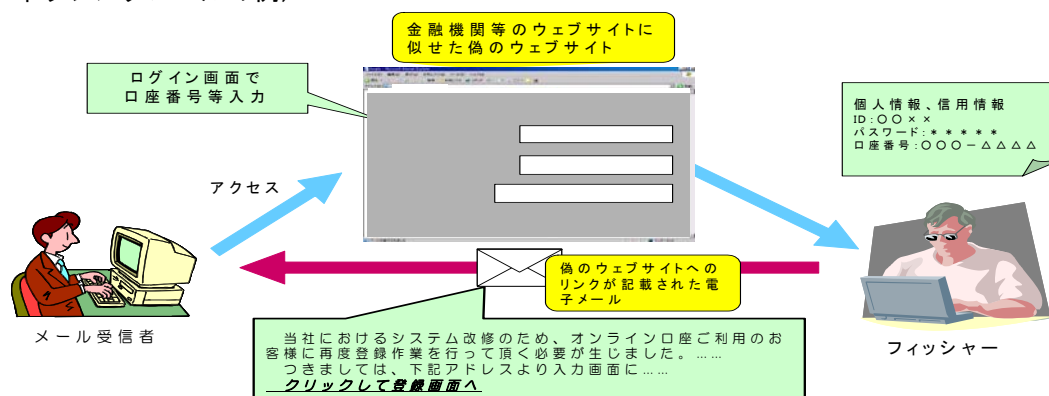 金融機関等のウェブサイトに
似せた偽のウェブサイト
ログイン画面で
口座番号等入力
個人情報、信用情報
ID:〇〇××
パスワード:*****
口座番号:〇〇〇-△△△△
アクセス
偽のウェブサイトへの
リンクが記載された電
子メール
メール受信者
フィッシャー
当社におけるシステム改修のため、オンライン口座ご利用のお
客様に再度登録作業を行って頂く必要が生じました。……
つきましては、下記アドレスより入力画面に……
クリックして登録画面へ